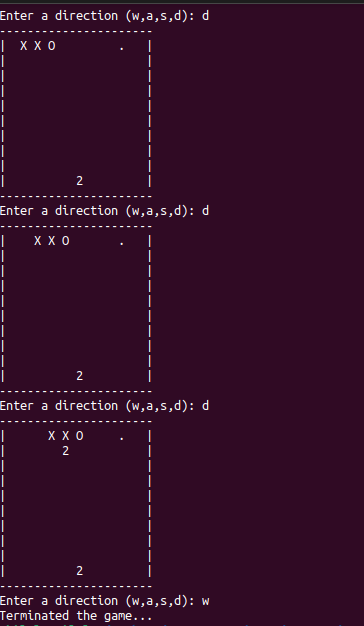 Enter a direction (w,a,s,d): d
----------------------
|  X X O         .   |
|                    |
|                    |
|                    |
|                    |
|                    |
|                    |
|                    |
|                    |
|          2         |
----------------------
Enter a direction (w,a,s,d): d
----------------------
|    X X O       .   |
|                    |
|                    |
|                    |
|                    |
|                    |
|                    |
|                    |
|                    |
|          2         |
----------------------
Enter a direction (w,a,s,d): d
----------------------
|      X X O     .   |
|        2           |
|                    |
|                    |
|                    |
|                    |
|                    |
|                    |
|                    |
|          2         |
----------------------
Enter a direction (w,a,s,d): w
Terminated the game...